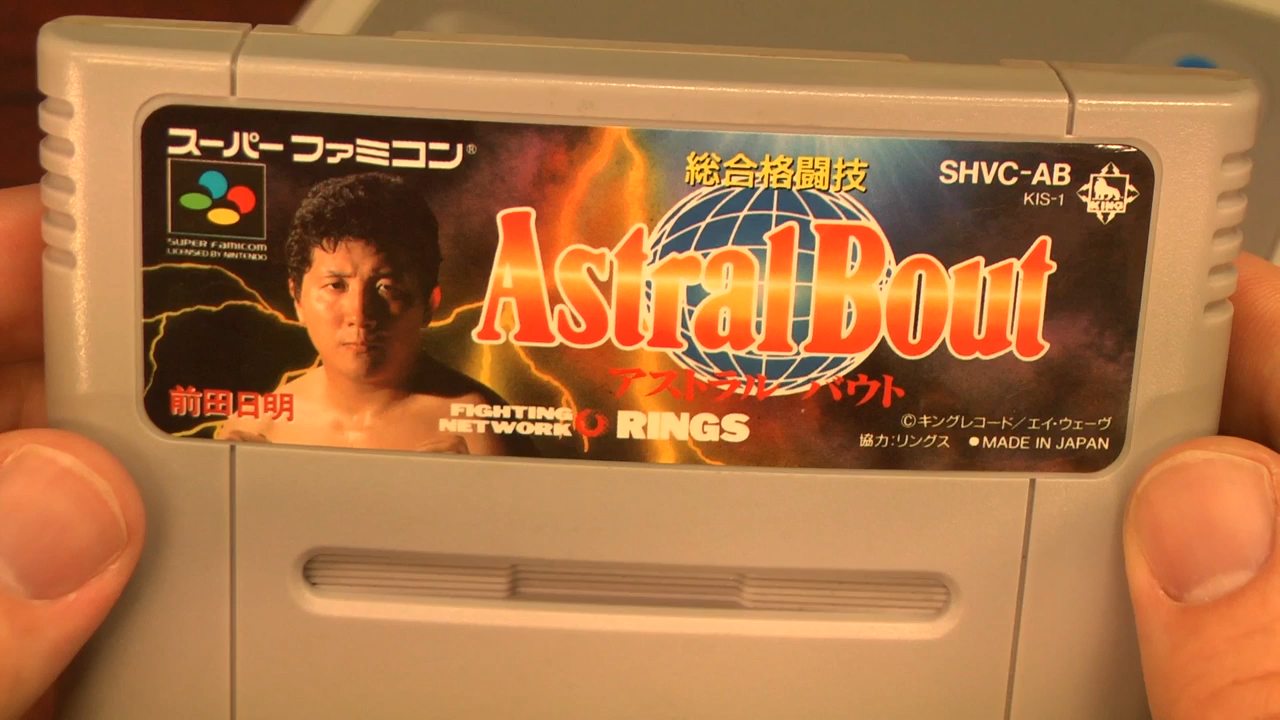 スーパーファミコン®
SUPER FAMICOM
LICENSED BY NINTENDO
前田日明
総合格闘技
Astral Bout
アストラル バウト
FIGHTING
NETWORK RINGS
SHVC-AB
KIS-1
KING
©キングレコード/エイ・ウェーヴ
協力:リングス ●MADE IN JAPAN